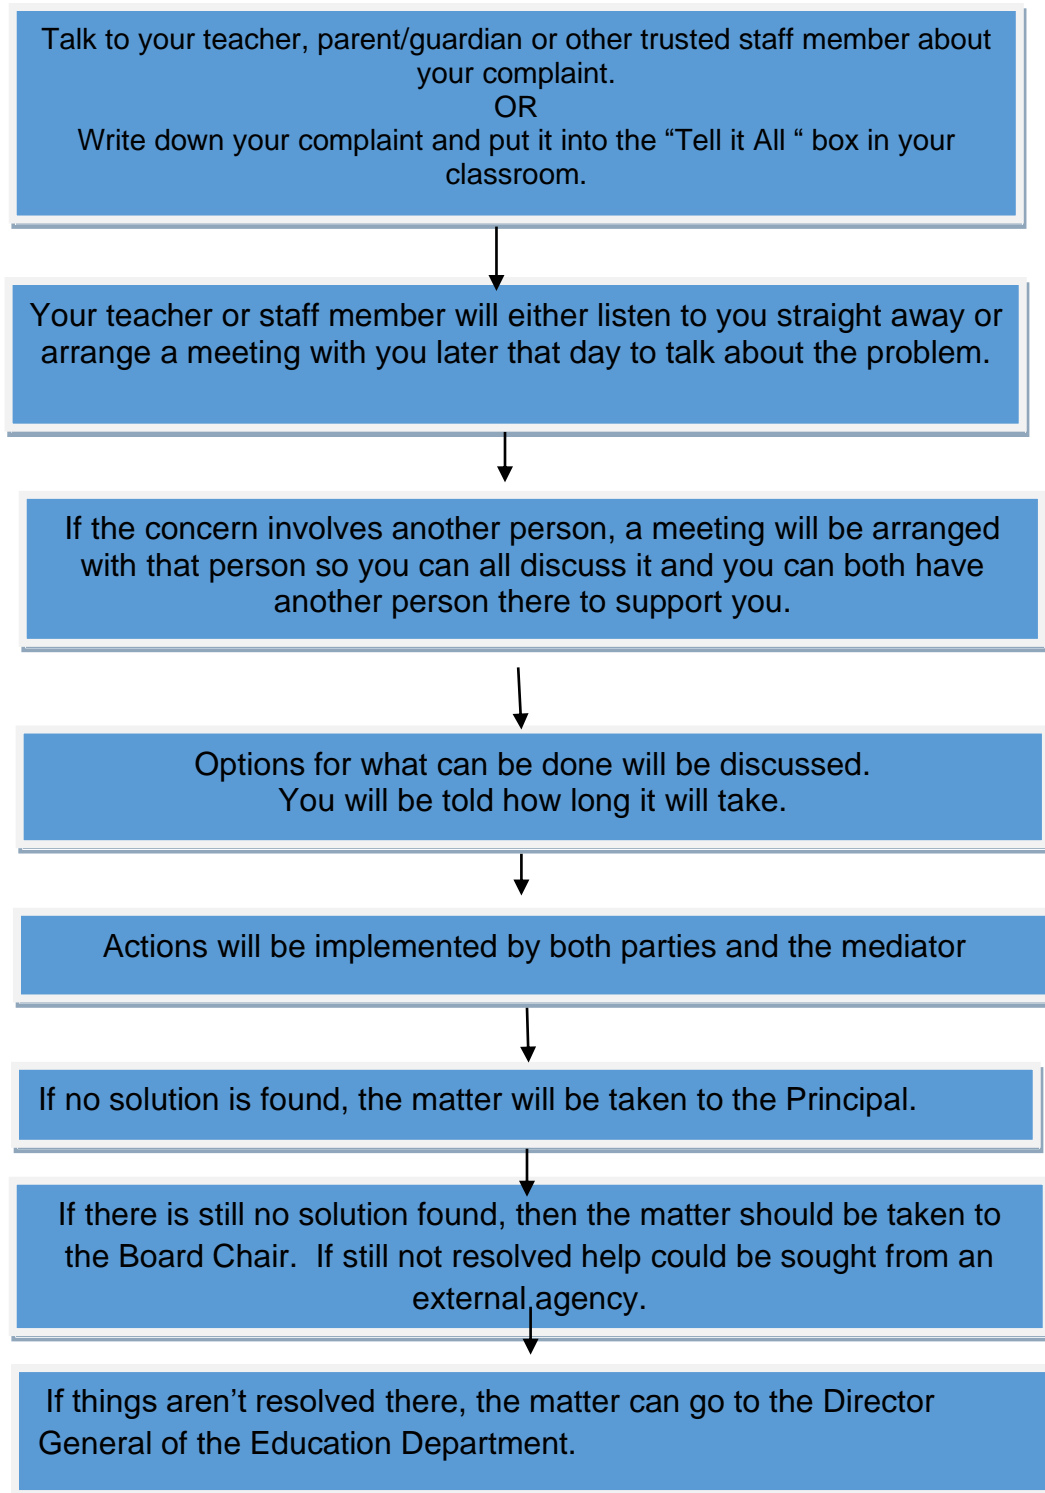 Talk to your teacher, parent/guardian or other trusted staff member about
your complaint.
OR
Write down your complaint and put it into the “Tell it All “ box in your
classroom.
Your teacher or staff member will either listen to you straight away or
arrange a meeting with you later that day to talk about the problem.
If the concern involves another person, a meeting will be arranged
with that person so you can all discuss it and you can both have
another person there to support you.
Options for what can be done will be discussed.
You will be told how long it will take.
Actions will be implemented by both parties and the mediator
If no solution is found, the matter will be taken to the Principal.
If there is still no solution found, then the matter should be taken to
the Board Chair.  If still not resolved help could be sought from an
external agency.
If things aren’t resolved there, the matter can go to the Director
General of the Education Department.